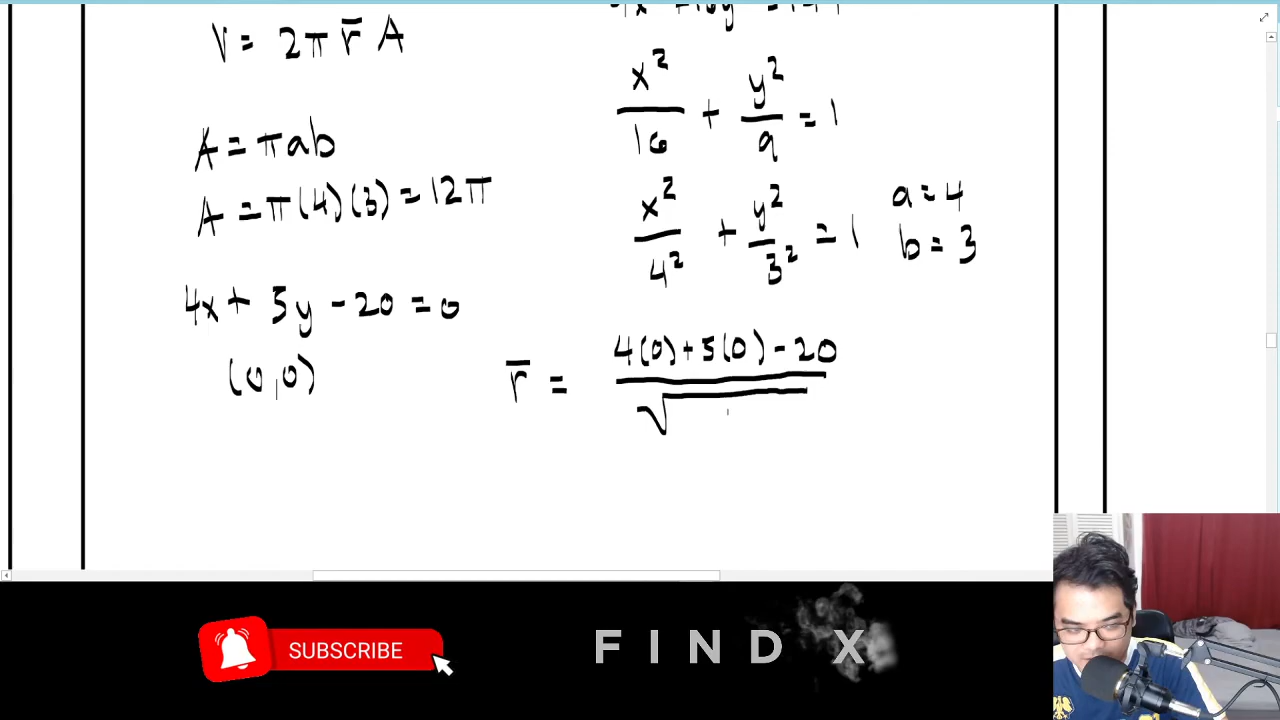 V = 2π r̄ A
x²/16 + y²/9 = 1
A = πab
A = π(4)(3) = 12π
x²/4² + y²/3² = 1
a = 4
b = 3
4x + 5y - 20 = 0
(0,0)
r̄ = 4(0)+5(0)-20 / √
SUBSCRIBE
FIND X